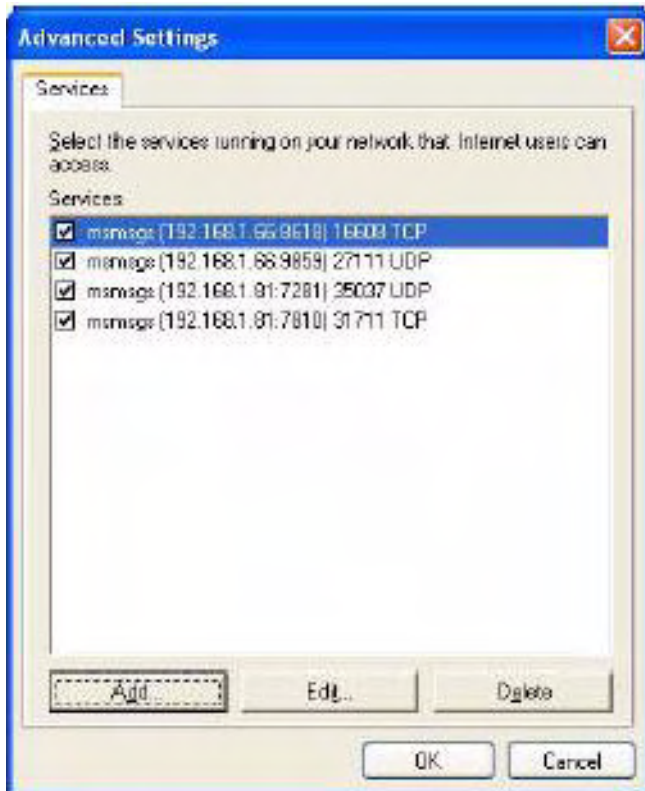 Advanced Settings
Services
Select the services running on your network that Internet users can
access.
Services
msmsgs (192.168.1.66:9618) 16608 TCP
msmsgs (192.168.1.66:9859) 27111 UDP
msmsgs (192.168.1.81:7281) 35037 UDP
msmsgs (192.168.1.81:7810) 31711 TCP
Add...
Edit...
Delete
OK
Cancel